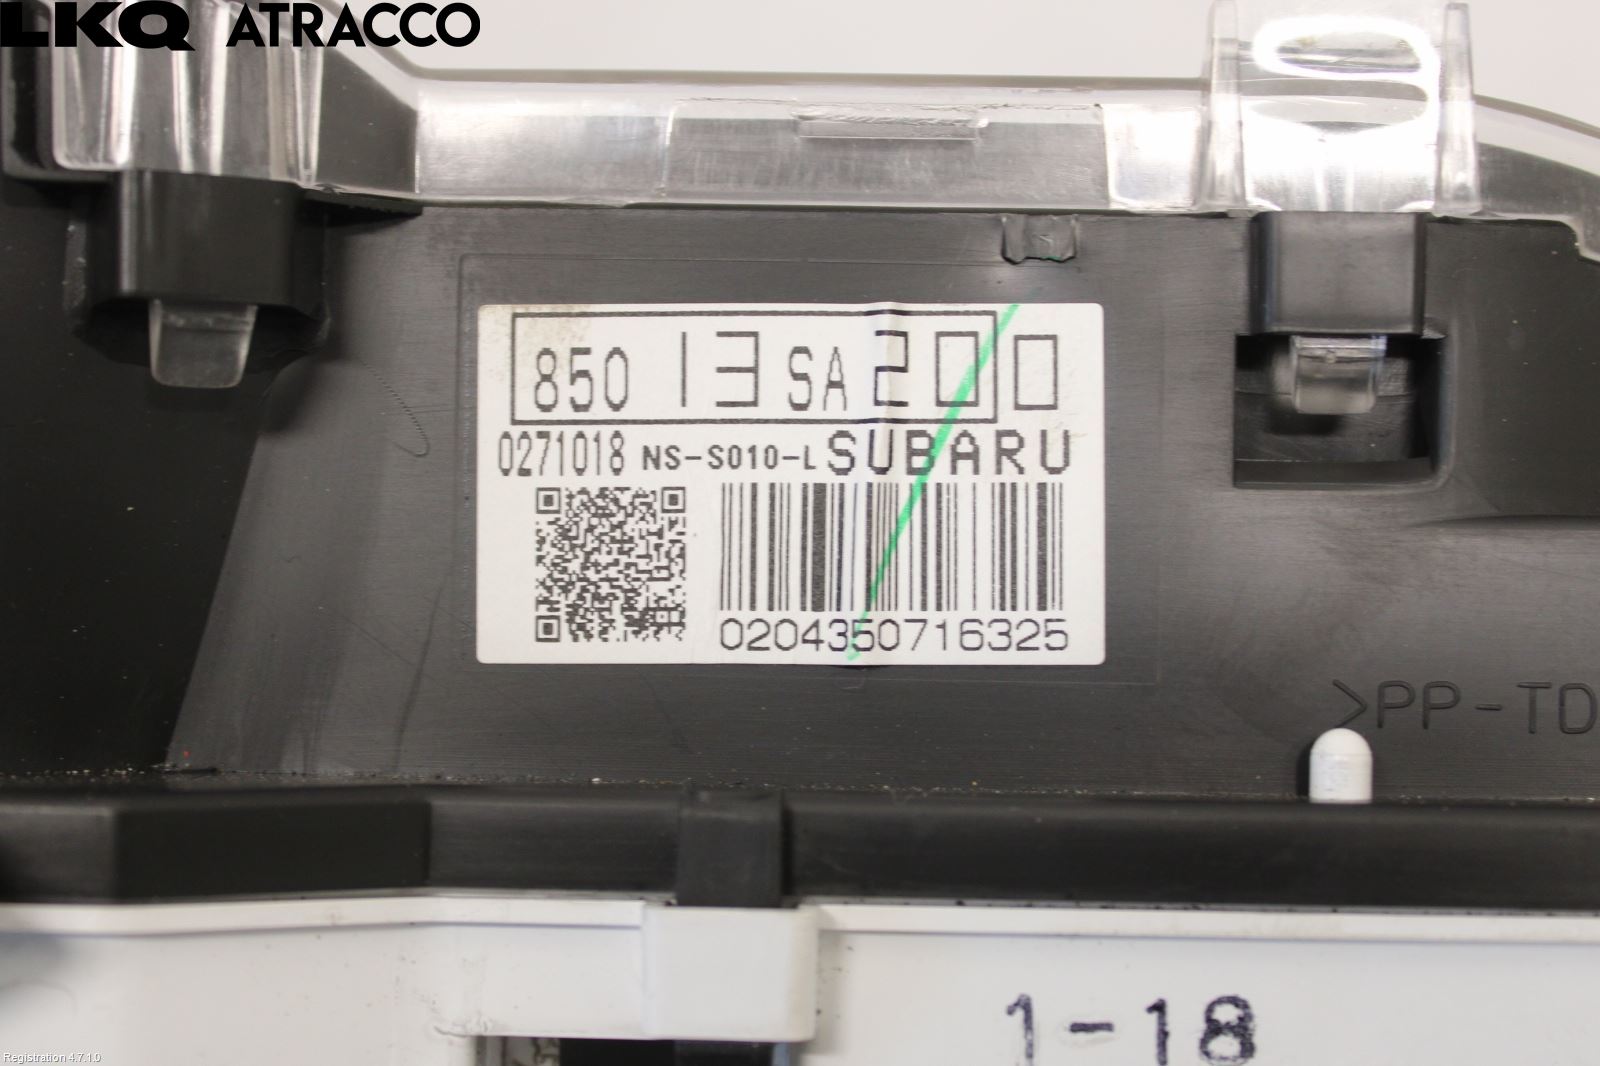 LKQ ATRACCO
850 13 SA 20 0
0271018 NS-S010-L SUBARU
0204350716325
>PP-TD
1-18
Registration 4.7.1.0